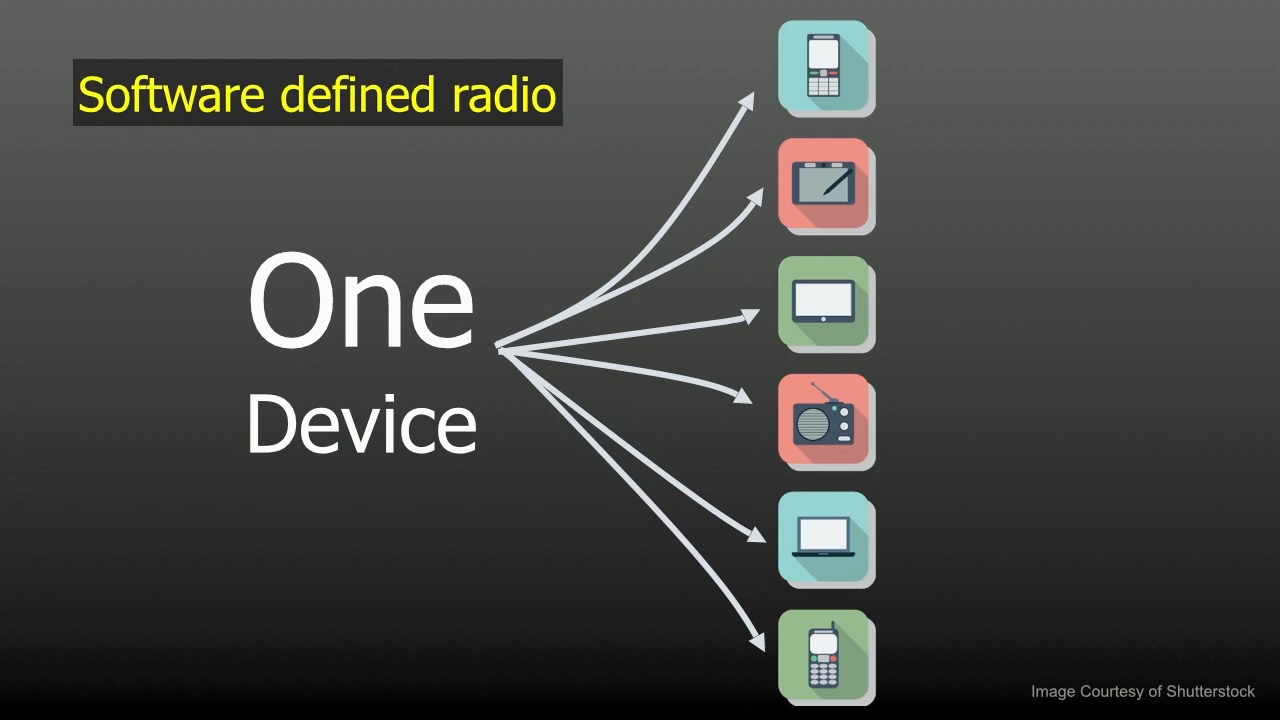 Software defined radio
One
Device
Image Courtesy of Shutterstock